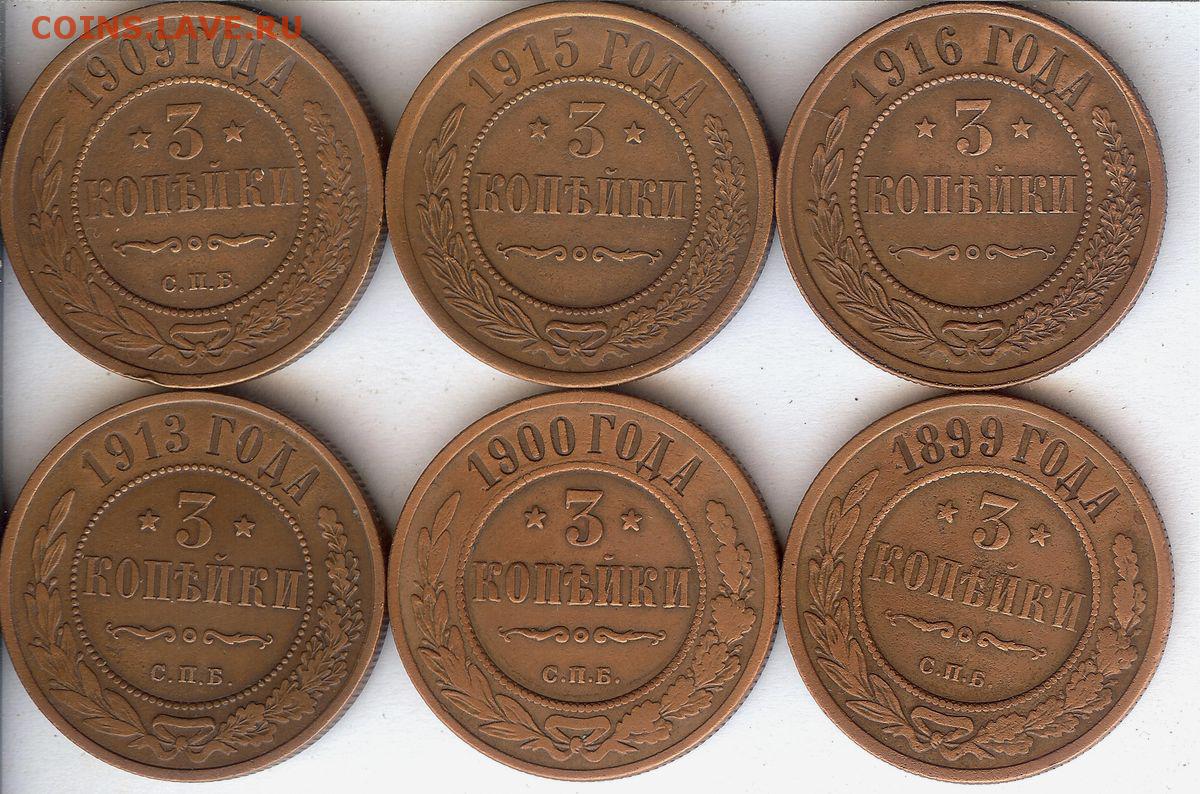 COINS.LAVE.РУ
1909 ГОДА
3
КОПѢЙКИ
С.П.Б.
1915 ГОДА
3
КОПѢЙКИ
1916 ГОДА
3
КОПѢЙКИ
1913 ГОДА
3
КОПѢЙКИ
С.П.Б.
1900 ГОДА
3
КОПѢЙКИ
С.П.Б.
1899 ГОДА
3
КОПѢЙКИ
С.П.Б.